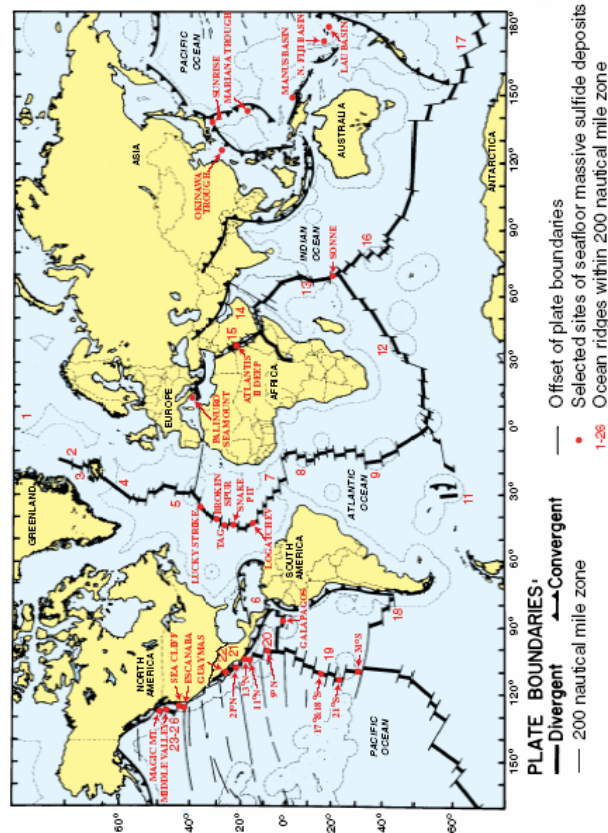 180°
150°
120°
90°
60°
30°
0°
30°
60°
90°
120°
150°
60°
40°
20°
0°
20°
40°
60°
GREENLAND
1
2
3
4
5
NORTH
AMERICA
MAGIC MT.
MIDDLE VALLEY
23-26
SEA CLIFF
ESCANABA
GUAYMAS
22
21
21°N
13°N
11°N
20
9°N
6
GALAPAGOS
17°&18°S
19
21°S
18
PACIFIC
OCEAN
SOUTH
AMERICA
LUCKY STRIKE
BROKEN
SPUR
TAG
SNAKE
PIT
LOGATCHEV
7
8
9
ATLANTIC
OCEAN
11
EUROPE
PALINURO
SEAMOUNT
ATLANTIS
II DEEP
15
14
AFRICA
ASIA
OKINAWA
TROUGH
SUNRISE
MARIANA TROUGH
PACIFIC
OCEAN
MANUS BASIN
N. FIJI BASIN
LAU BASIN
AUSTRALIA
INDIAN
OCEAN
13
SONNE
12
16
17
ANTARCTICA
PLATE BOUNDARIES:
Divergent
Convergent
200 nautical mile zone
Offset of plate boundaries
Selected sites of seafloor massive sulfide deposits
1-26 Ocean ridges within 200 nautical mile zone